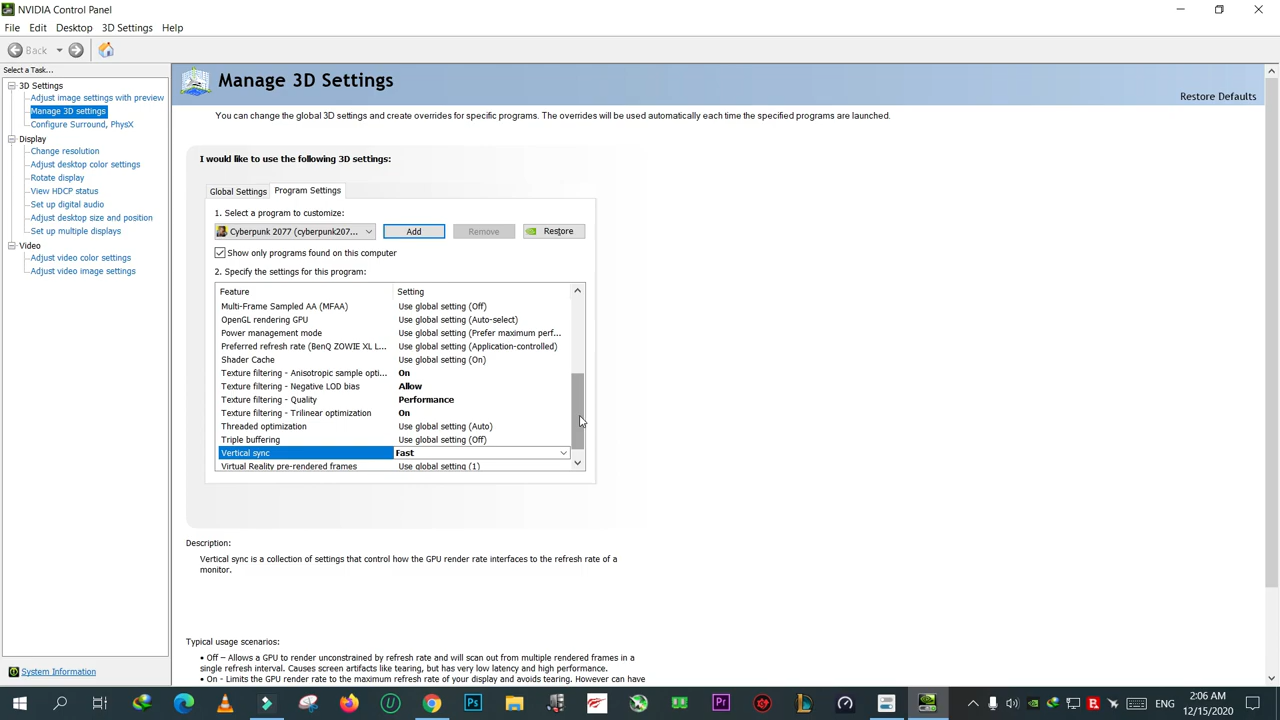 NVIDIA Control Panel
File Edit Desktop 3D Settings Help
Back
Select a Task...
3D Settings
Adjust image settings with preview
Manage 3D settings
Configure Surround, PhysX
Display
Change resolution
Adjust desktop color settings
Rotate display
View HDCP status
Set up digital audio
Adjust desktop size and position
Set up multiple displays
Video
Adjust video color settings
Adjust video image settings
System Information
Manage 3D Settings
Restore Defaults
You can change the global 3D settings and create overrides for specific programs. The overrides will be used automatically each time the specified programs are launched.
I would like to use the following 3D settings:
Global Settings Program Settings
1. Select a program to customize:
Cyberpunk 2077 (cyberpunk207... Add Remove Restore
Show only programs found on this computer
2. Specify the settings for this program:
Feature Setting
Multi-Frame Sampled AA (MFAA) Use global setting (Off)
OpenGL rendering GPU Use global setting (Auto-select)
Power management mode Use global setting (Prefer maximum perf...
Preferred refresh rate (BenQ ZOWIE XL L... Use global setting (Application-controlled)
Shader Cache Use global setting (On)
Texture filtering - Anisotropic sample opti... On
Texture filtering - Negative LOD bias Allow
Texture filtering - Quality Performance
Texture filtering - Trilinear optimization On
Threaded optimization Use global setting (Auto)
Triple buffering Use global setting (Off)
Vertical sync Fast
Virtual Reality pre-rendered frames Use global setting (1)
Description:
Vertical sync is a collection of settings that control how the GPU render rate interfaces to the refresh rate of a
monitor.
Typical usage scenarios:
• Off – Allows a GPU to render unconstrained by refresh rate and will scan out from multiple rendered frames in a
single refresh interval. Causes screen artifacts like tearing, but has very low latency and high performance.
• On - Limits the GPU render rate to the maximum refresh rate of your display and avoids tearing. However can have
Ps
Pr
ENG
2:06 AM
12/15/2020